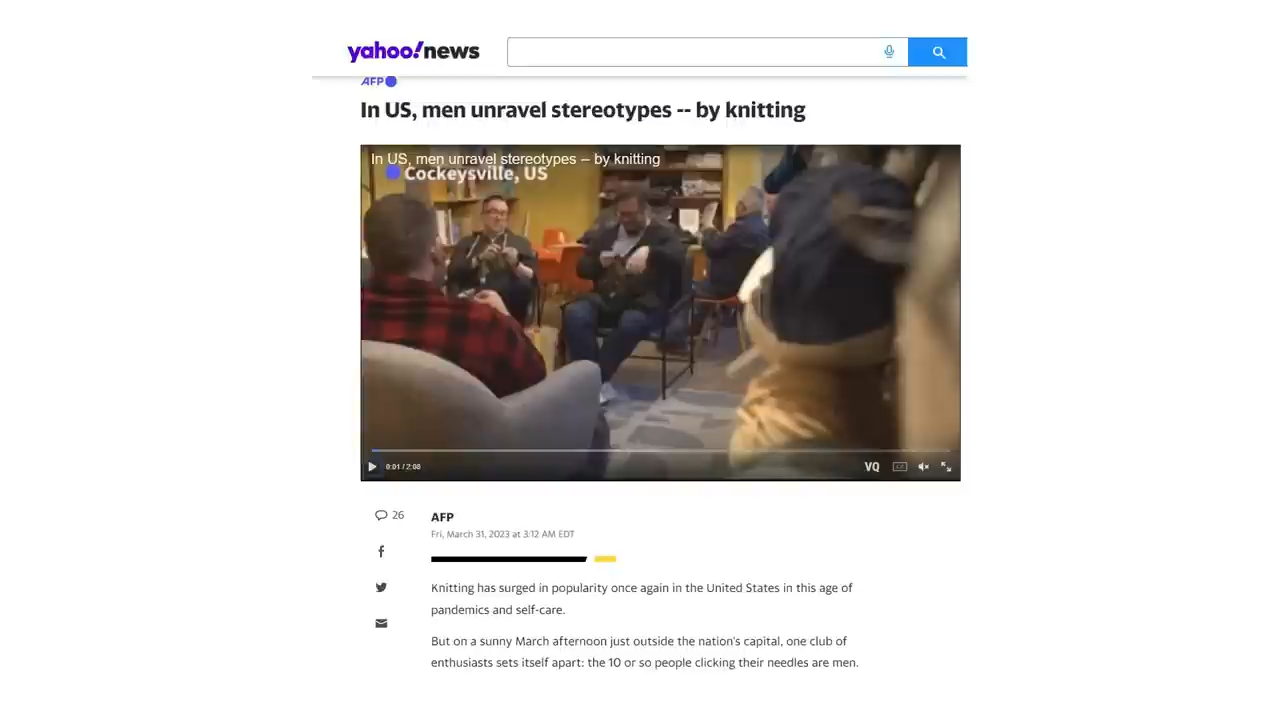 yahoo!news
AFP
In US, men unravel stereotypes -- by knitting
In US, men unravel stereotypes – by knitting
Cockeysville, US
0:01 / 2:08
VQ
CC
26
AFP
Fri, March 31, 2023 at 3:12 AM EDT
Knitting has surged in popularity once again in the United States in this age of
pandemics and self-care.
But on a sunny March afternoon just outside the nation's capital, one club of
enthusiasts sets itself apart: the 10 or so people clicking their needles are men.